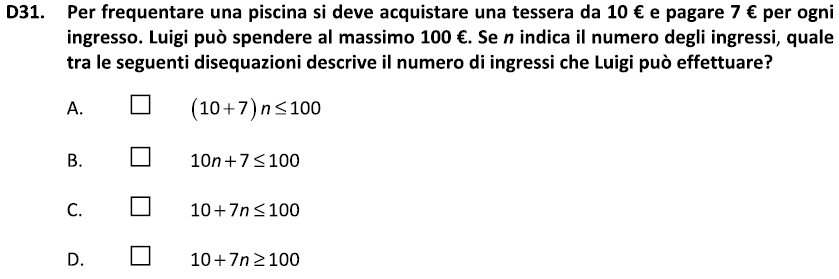 D31. Per frequentare una piscina si deve acquistare una tessera da 10 € e pagare 7 € per ogni
ingresso. Luigi può spendere al massimo 100 €. Se n indica il numero degli ingressi, quale
tra le seguenti disequazioni descrive il numero di ingressi che Luigi può effettuare?
A. (10+7)n≤100
B. 10n+7≤100
C. 10+7n≤100
D. 10+7n≥100